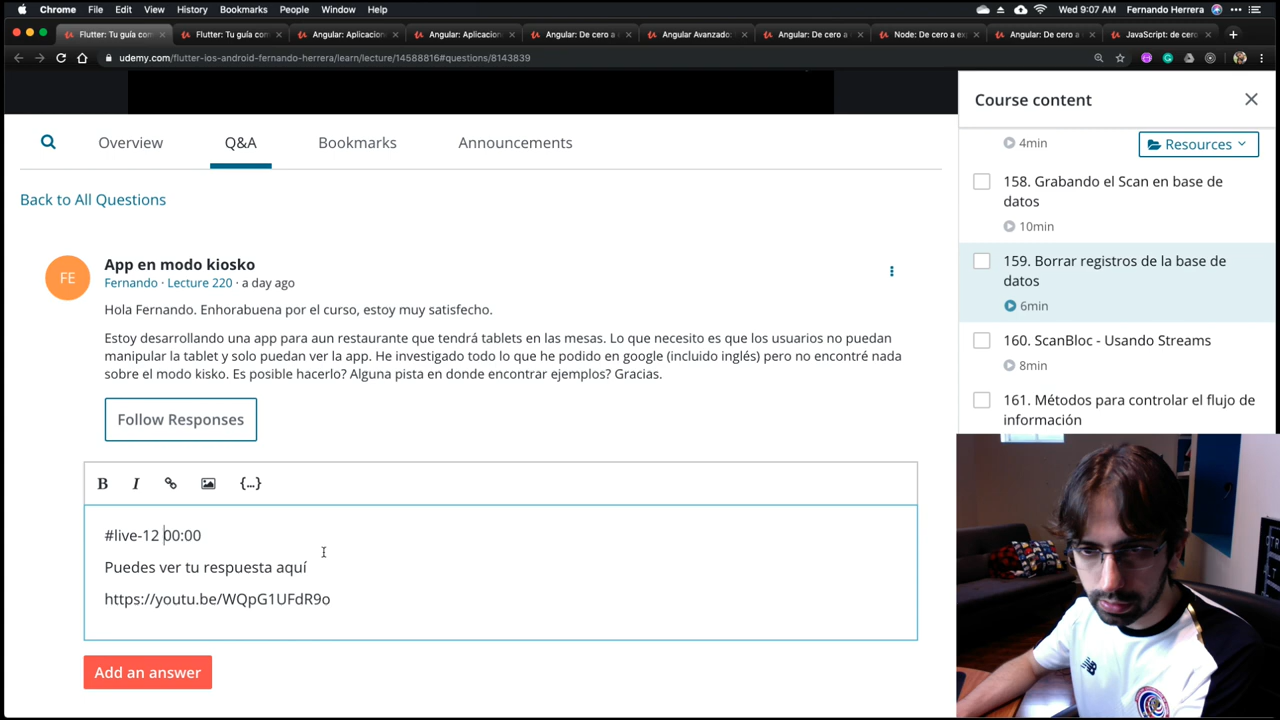 Chrome File Edit View History Bookmarks People Window Help
Wed 9:07 AM Fernando Herrera
Flutter: Tu guía com
Flutter: Tu guía com
Angular: Aplicacion
Angular: Aplicacion
Angular: De cero a
Angular Avanzado:
Angular: De cero a
Node: De cero a ex
Angular: De cero a
JavaScript: de cero
udemy.com/flutter-ios-android-fernando-herrera/learn/lecture/14588816#questions/8143839
Overview Q&A Bookmarks Announcements
Back to All Questions
FE
App en modo kiosko
Fernando · Lecture 220 · a day ago
Hola Fernando. Enhorabuena por el curso, estoy muy satisfecho.
Estoy desarrollando una app para aun restaurante que tendrá tablets en las mesas. Lo que necesito es que los usuarios no puedan
manipular la tablet y solo puedan ver la app. He investigado todo lo que he podido en google (incluido inglés) pero no encontré nada
sobre el modo kisko. Es posible hacerlo? Alguna pista en donde encontrar ejemplos? Gracias.
Follow Responses
B I {...}
#live-12 00:00
Puedes ver tu respuesta aquí
https://youtu.be/WQpG1UFdR9o
Add an answer
Course content
4min
Resources
158. Grabando el Scan en base de
datos
10min
159. Borrar registros de la base de
datos
6min
160. ScanBloc - Usando Streams
8min
161. Métodos para controlar el flujo de
información